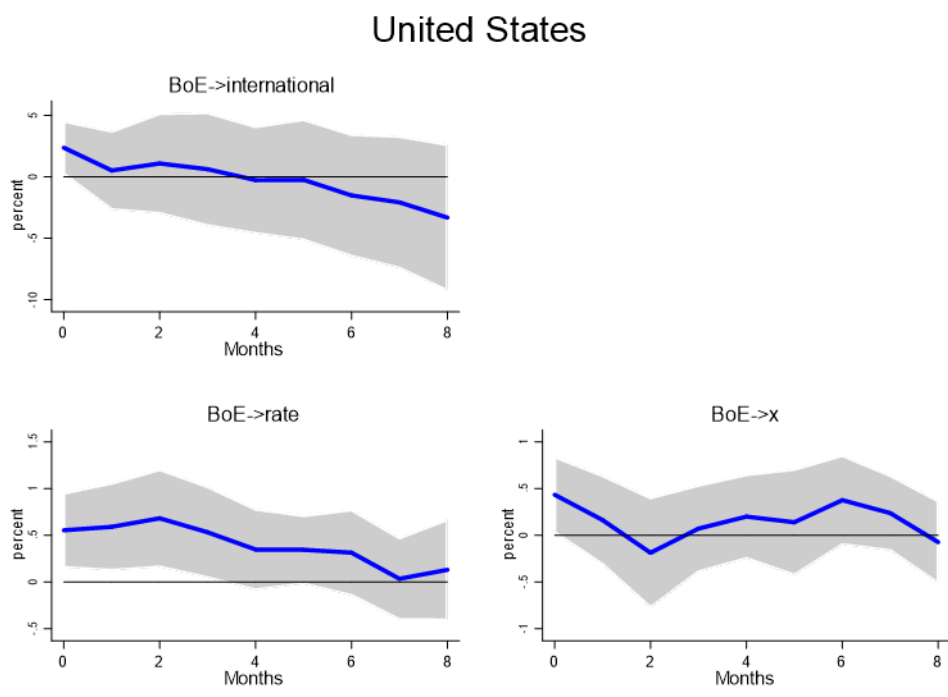 United States
BoE->international
5
0
-5
-10
percent
0 2 4 6 8
Months
BoE->rate
1.5
1
.5
0
-.5
percent
0 2 4 6 8
Months
BoE->x
1
.5
0
-.5
-1
percent
0 2 4 6 8
Months